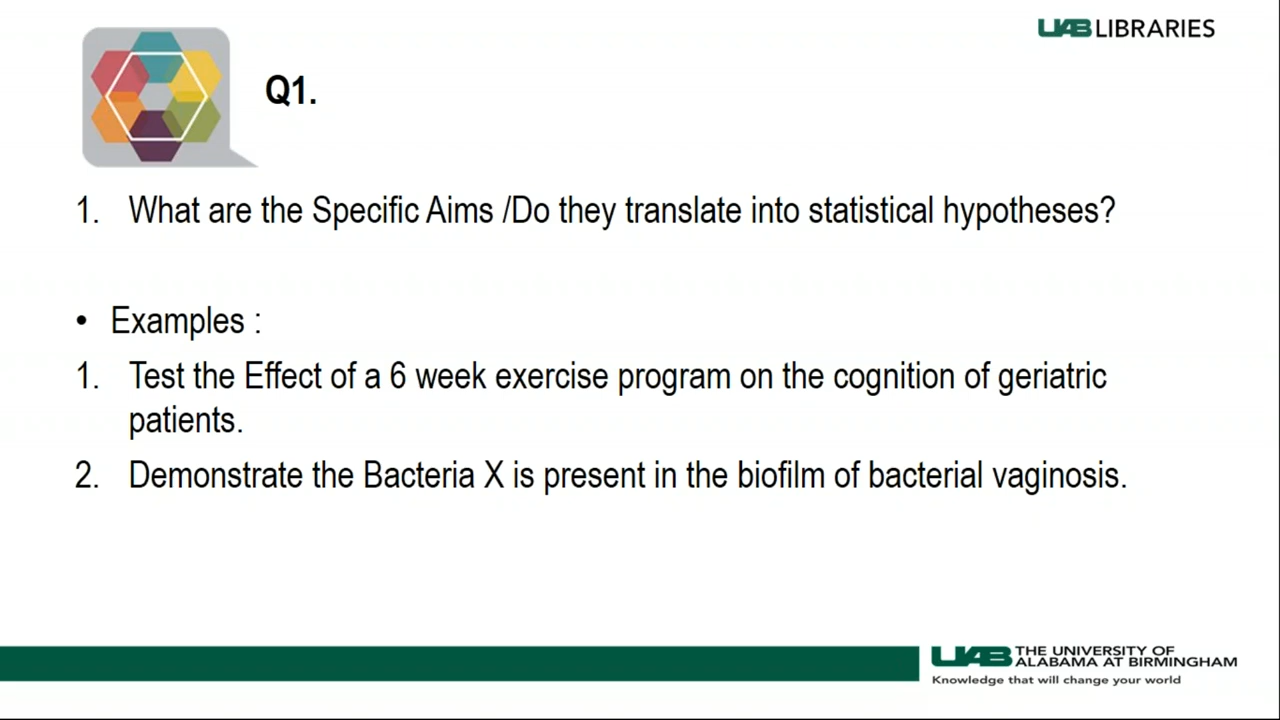 UAB LIBRARIES
Q1.
1. What are the Specific Aims /Do they translate into statistical hypotheses?
• Examples :
1. Test the Effect of a 6 week exercise program on the cognition of geriatric
patients.
2. Demonstrate the Bacteria X is present in the biofilm of bacterial vaginosis.
UAB THE UNIVERSITY OF
ALABAMA AT BIRMINGHAM
Knowledge that will change your world